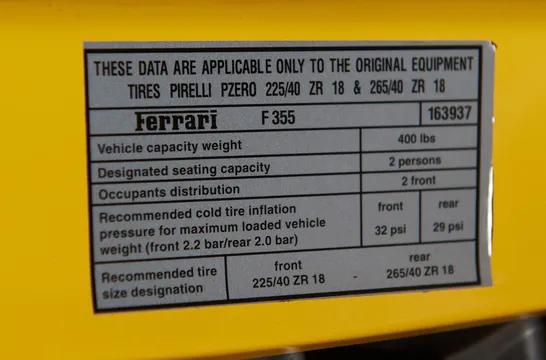 THESE DATA ARE APPLICABLE ONLY TO THE ORIGINAL EQUIPMENT
TIRES PIRELLI PZERO 225/40 ZR 18 & 265/40 ZR 18
Ferrari F 355 163937
Vehicle capacity weight 400 lbs
Designated seating capacity 2 persons
Occupants distribution 2 front
Recommended cold tire inflation front rear
pressure for maximum loaded vehicle
weight (front 2.2 bar/rear 2.0 bar) 32 psi 29 psi
Recommended tire front rear
size designation 225/40 ZR 18 - 265/40 ZR 18